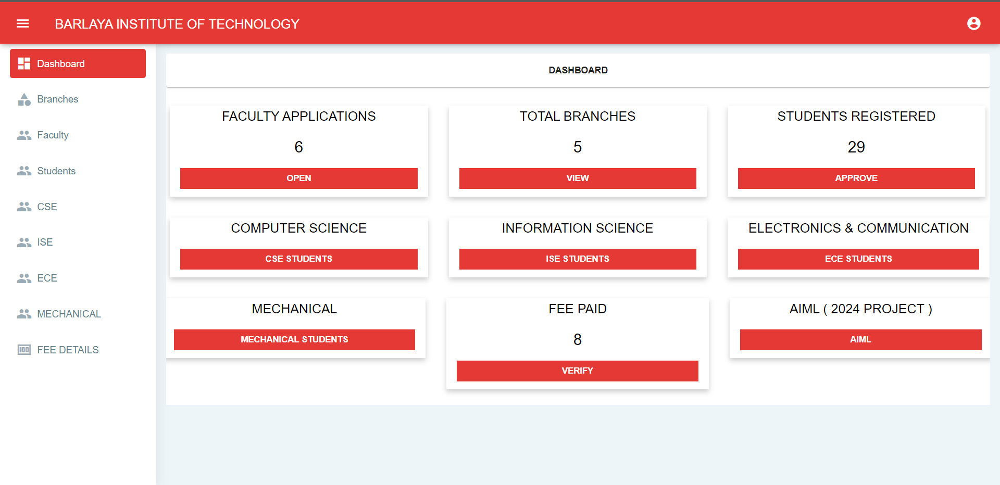 BARLAYA INSTITUTE OF TECHNOLOGY
Dashboard
Branches
Faculty
Students
CSE
ISE
ECE
MECHANICAL
FEE DETAILS
DASHBOARD
FACULTY APPLICATIONS
6
OPEN
TOTAL BRANCHES
5
VIEW
STUDENTS REGISTERED
29
APPROVE
COMPUTER SCIENCE
CSE STUDENTS
INFORMATION SCIENCE
ISE STUDENTS
ELECTRONICS & COMMUNICATION
ECE STUDENTS
MECHANICAL
MECHANICAL STUDENTS
FEE PAID
8
VERIFY
AIML ( 2024 PROJECT )
AIML